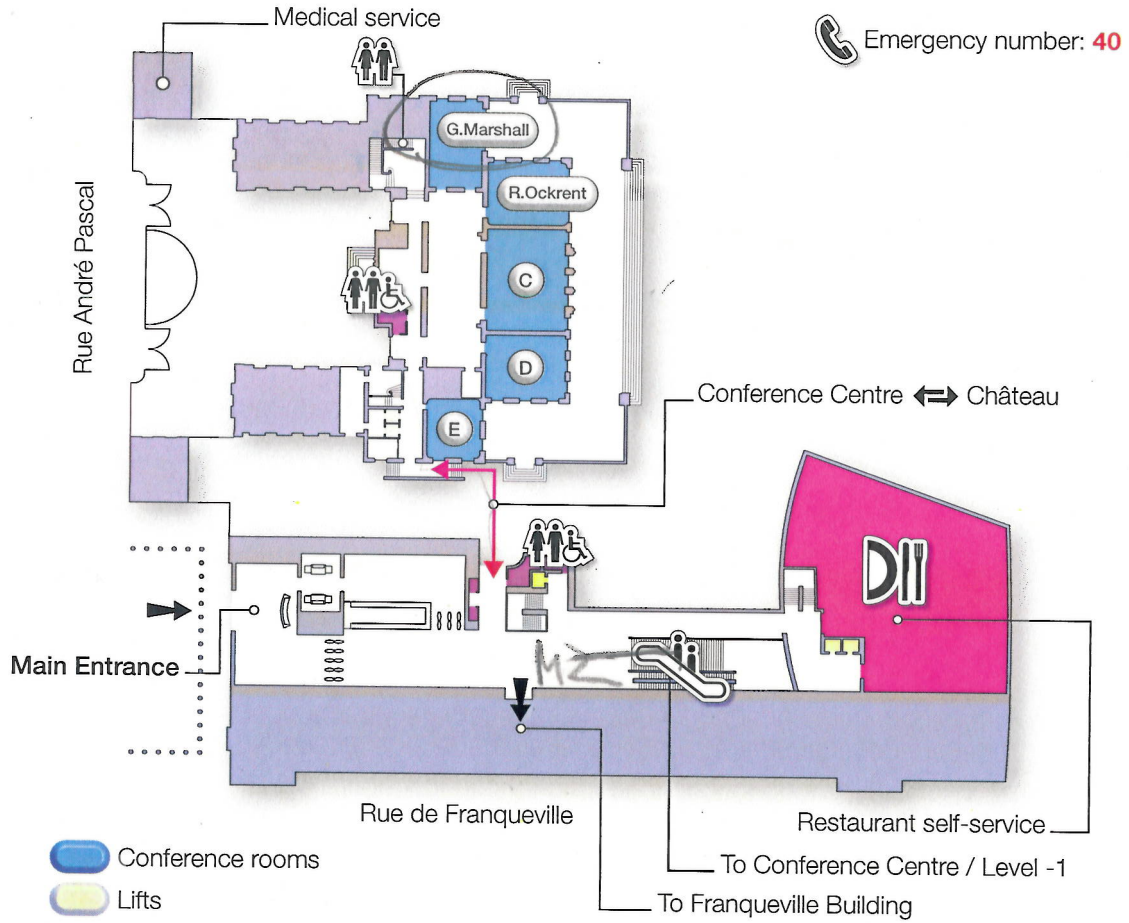 Medical service
Emergency number: 40
G.Marshall
R.Ockrent
Rue André Pascal
C
D
Conference Centre ⇔ Château
E
Main Entrance
MZ
Rue de Franqueville
Restaurant self-service
Conference rooms
To Conference Centre / Level -1
Lifts
To Franqueville Building